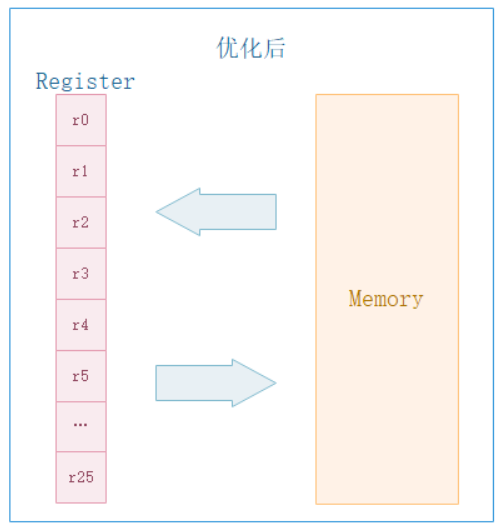 优化后
Register
r0
r1
r2
r3
r4
r5
...
r25
Memory